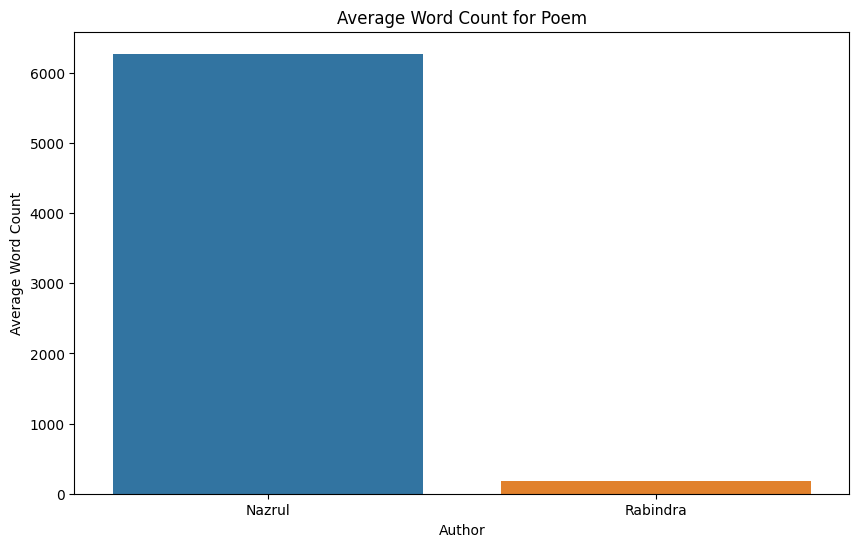 Average Word Count for Poem
6000
5000
4000
3000
2000
1000
0
Average Word Count
Nazrul
Rabindra
Author